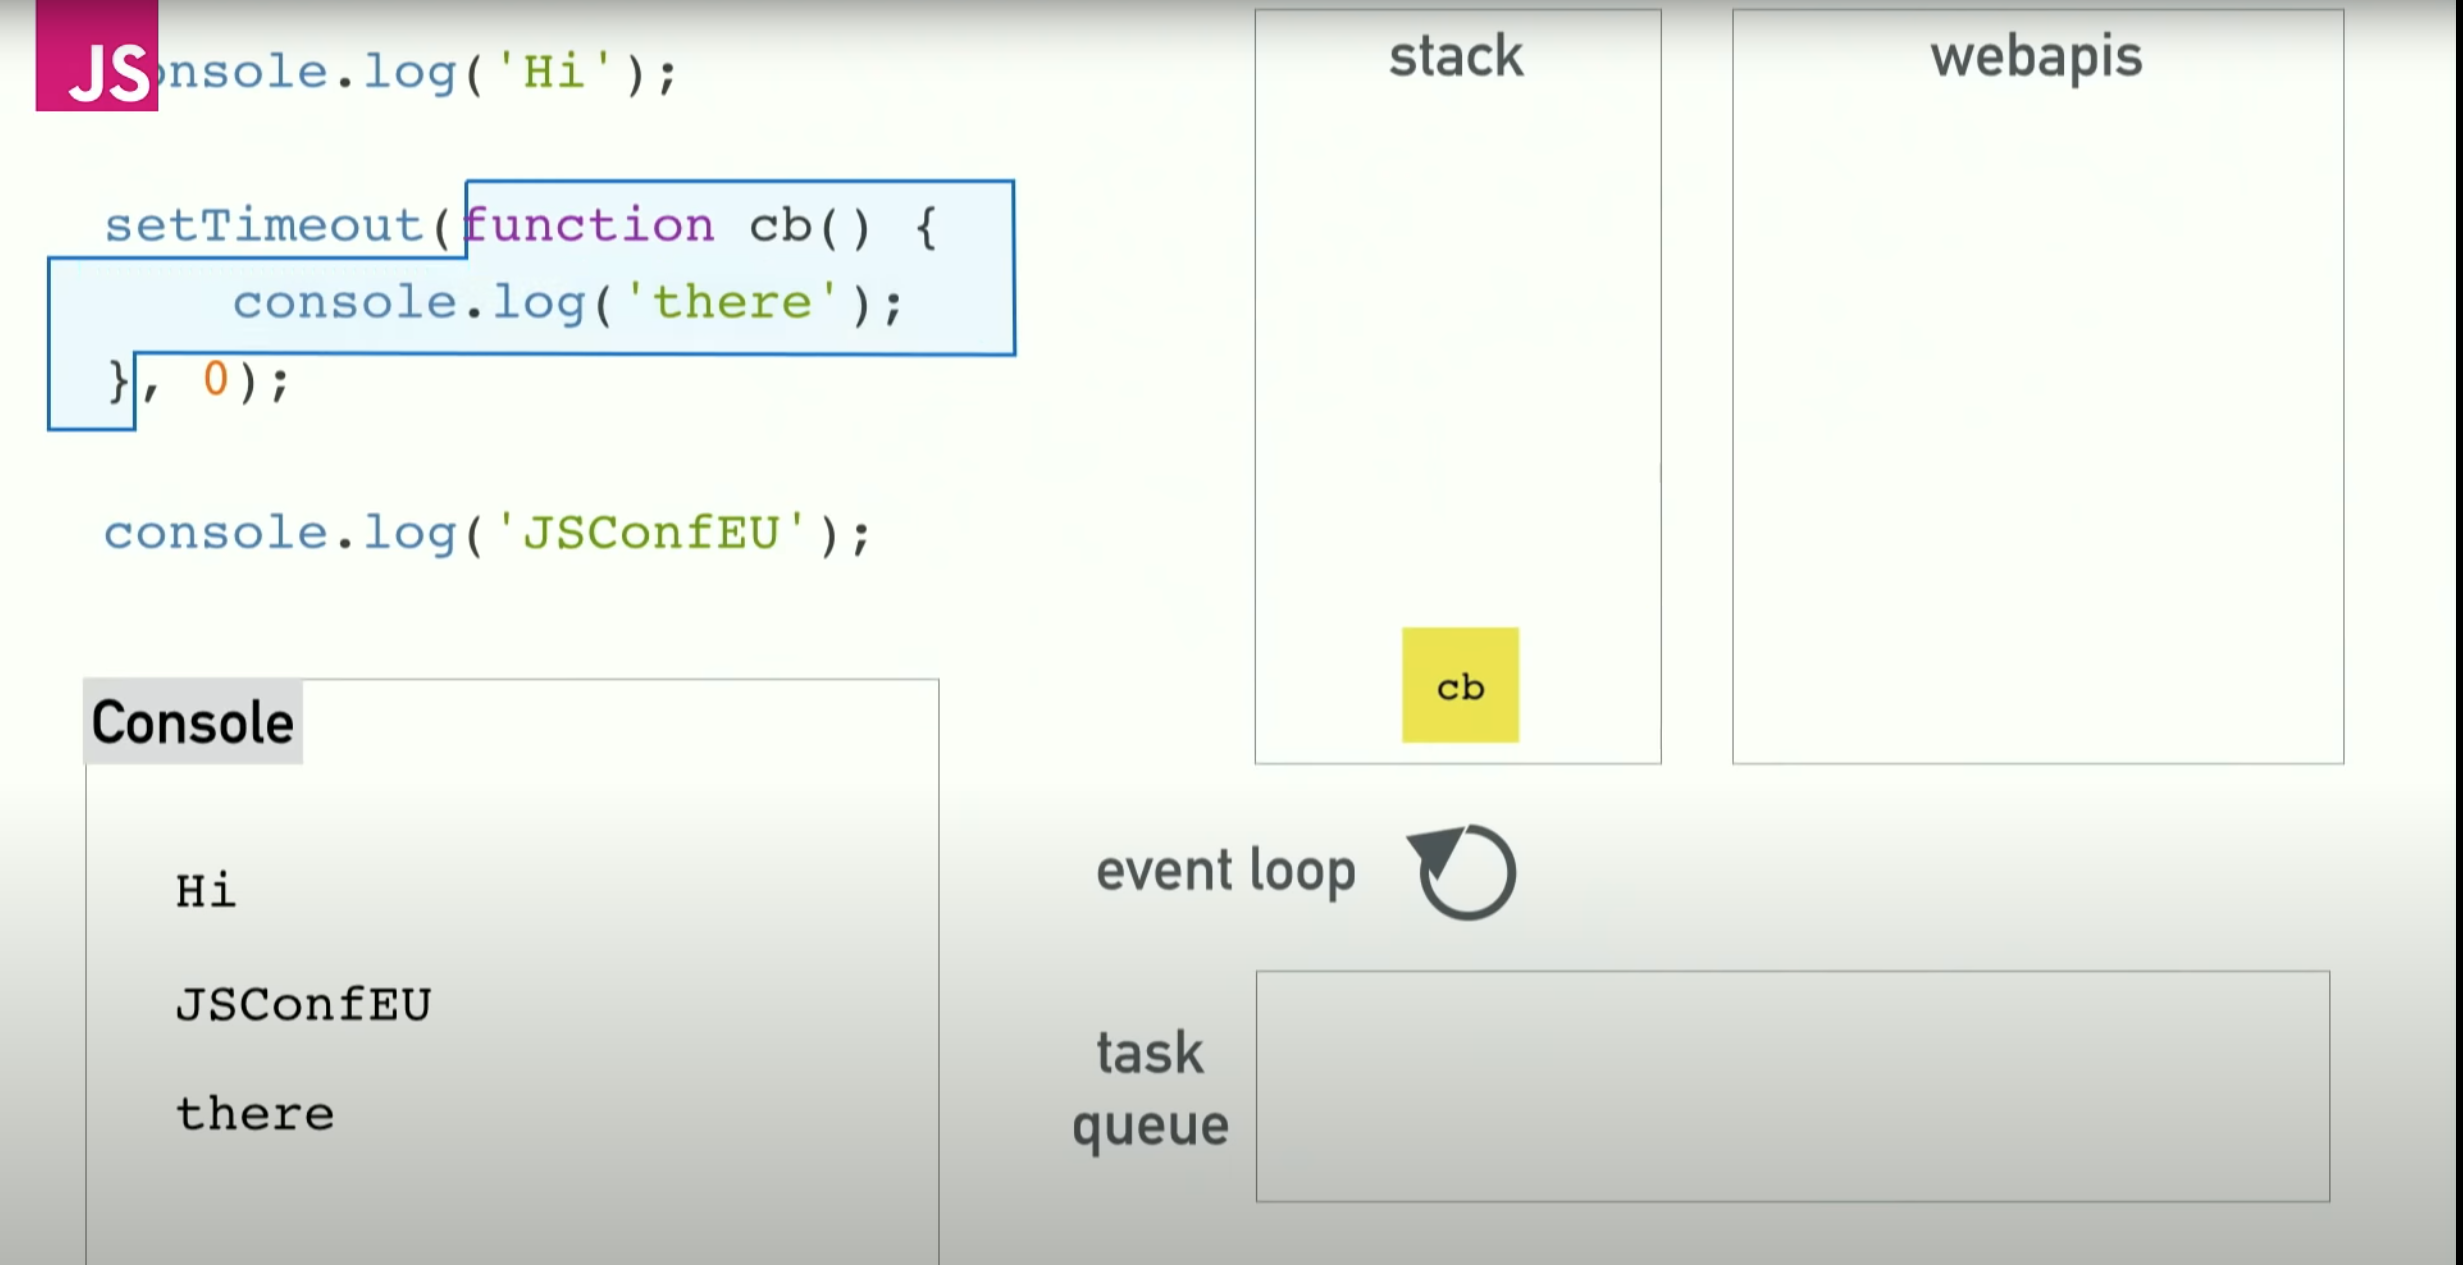 JS
nsole.log('Hi');
setTimeout(function cb() {
console.log('there');
}, 0);
console.log('JSConfEU');
Console
Hi
JSConfEU
there
stack
cb
webapis
event loop
task
queue